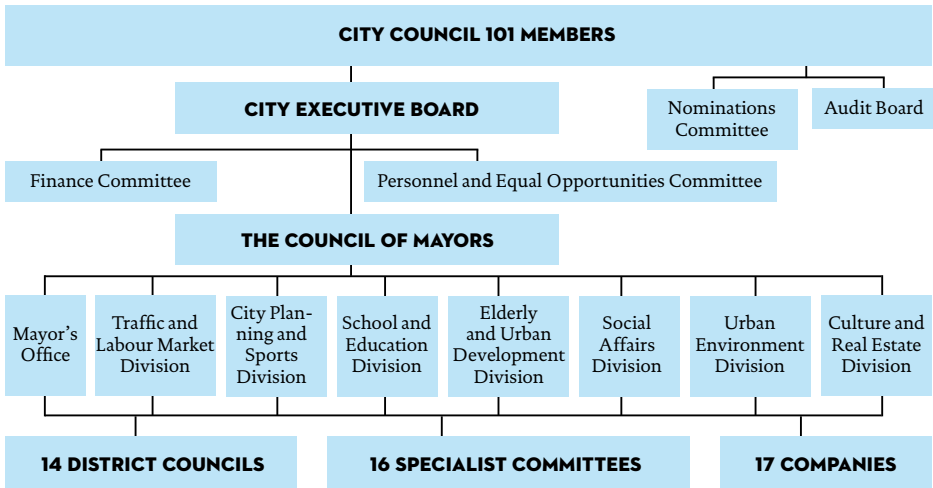 CITY COUNCIL 101 MEMBERS
CITY EXECUTIVE BOARD
Nominations
Committee
Audit Board
Finance Committee
Personnel and Equal Opportunities Committee
THE COUNCIL OF MAYORS
Mayor's
Office
Traffic and
Labour Market
Division
City Plan-
ning and
Sports
Division
School and
Education
Division
Elderly
and Urban
Development
Division
Social
Affairs
Division
Urban
Environment
Division
Culture and
Real Estate
Division
14 DISTRICT COUNCILS
16 SPECIALIST COMMITTEES
17 COMPANIES